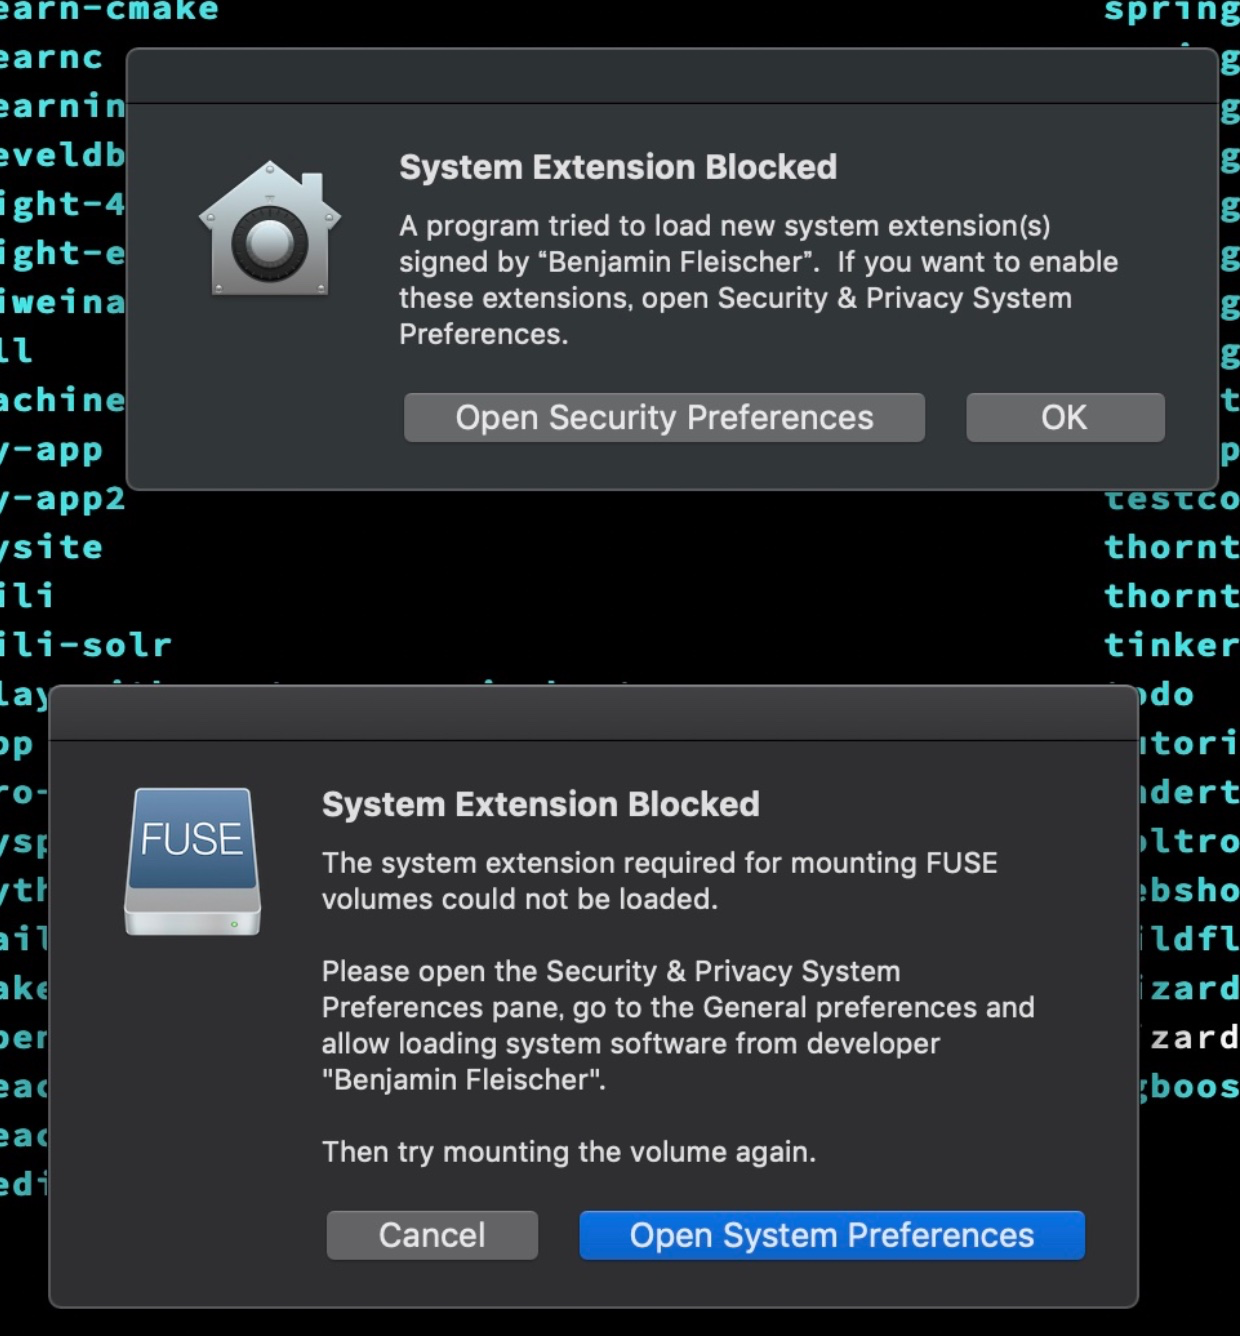 earn-cmake
spring
earnc
g
earnin
g
eveldb
g
ight-4
g
ight-e
g
iweina
g
ll
g
achine
t
y-app
p
y-app2
testco
ysite
thornt
ili
thornt
ili-solr
tinker
System Extension Blocked
A program tried to load new system extension(s)
signed by “Benjamin Fleischer”.  If you want to enable
these extensions, open Security & Privacy System
Preferences.
Open Security Preferences
OK
lay
odo
pp
utori
ro-
ndert
ysp
oltro
yth
ebsho
ail
ildfl
ake
izard
per
izard
eac
gboos
eac
edi
FUSE
System Extension Blocked
The system extension required for mounting FUSE
volumes could not be loaded.
Please open the Security & Privacy System
Preferences pane, go to the General preferences and
allow loading system software from developer
"Benjamin Fleischer".
Then try mounting the volume again.
Cancel
Open System Preferences